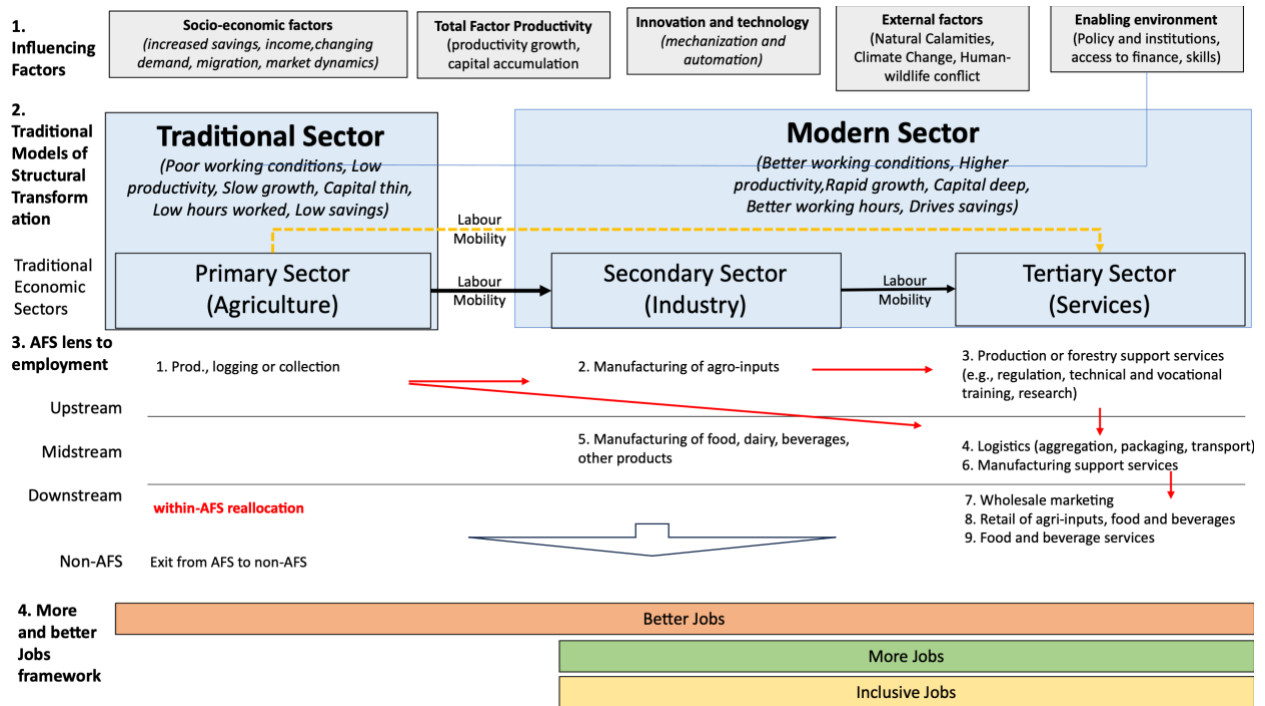 1.
Influencing
Factors
Socio-economic factors
(increased savings, income,changing
demand, migration, market dynamics)
Total Factor Productivity
(productivity growth,
capital accumulation
Innovation and technology
(mechanization and
automation)
External factors
(Natural Calamities,
Climate Change, Human-
wildlife conflict
Enabling environment
(Policy and institutions,
access to finance, skills)
2.
Traditional
Models of
Structural
Transform
ation
Traditional Sector
(Poor working conditions, Low
productivity, Slow growth, Capital thin,
Low hours worked, Low savings)
Modern Sector
(Better working conditions, Higher
productivity,Rapid growth, Capital deep,
Better working hours, Drives savings)
Labour
Mobility
Traditional
Economic
Sectors
Primary Sector
(Agriculture)
Labour
Mobility
Secondary Sector
(Industry)
Labour
Mobility
Tertiary Sector
(Services)
3. AFS lens to
employment
1. Prod., logging or collection
2. Manufacturing of agro-inputs
3. Production or forestry support services
(e.g., regulation, technical and vocational
training, research)
Upstream
Midstream
5. Manufacturing of food, dairy, beverages,
other products
4. Logistics (aggregation, packaging, transport)
6. Manufacturing support services
Downstream
within-AFS reallocation
7. Wholesale marketing
8. Retail of agri-inputs, food and beverages
9. Food and beverage services
Non-AFS
Exit from AFS to non-AFS
4. More
and better
Jobs
framework
Better Jobs
More Jobs
Inclusive Jobs